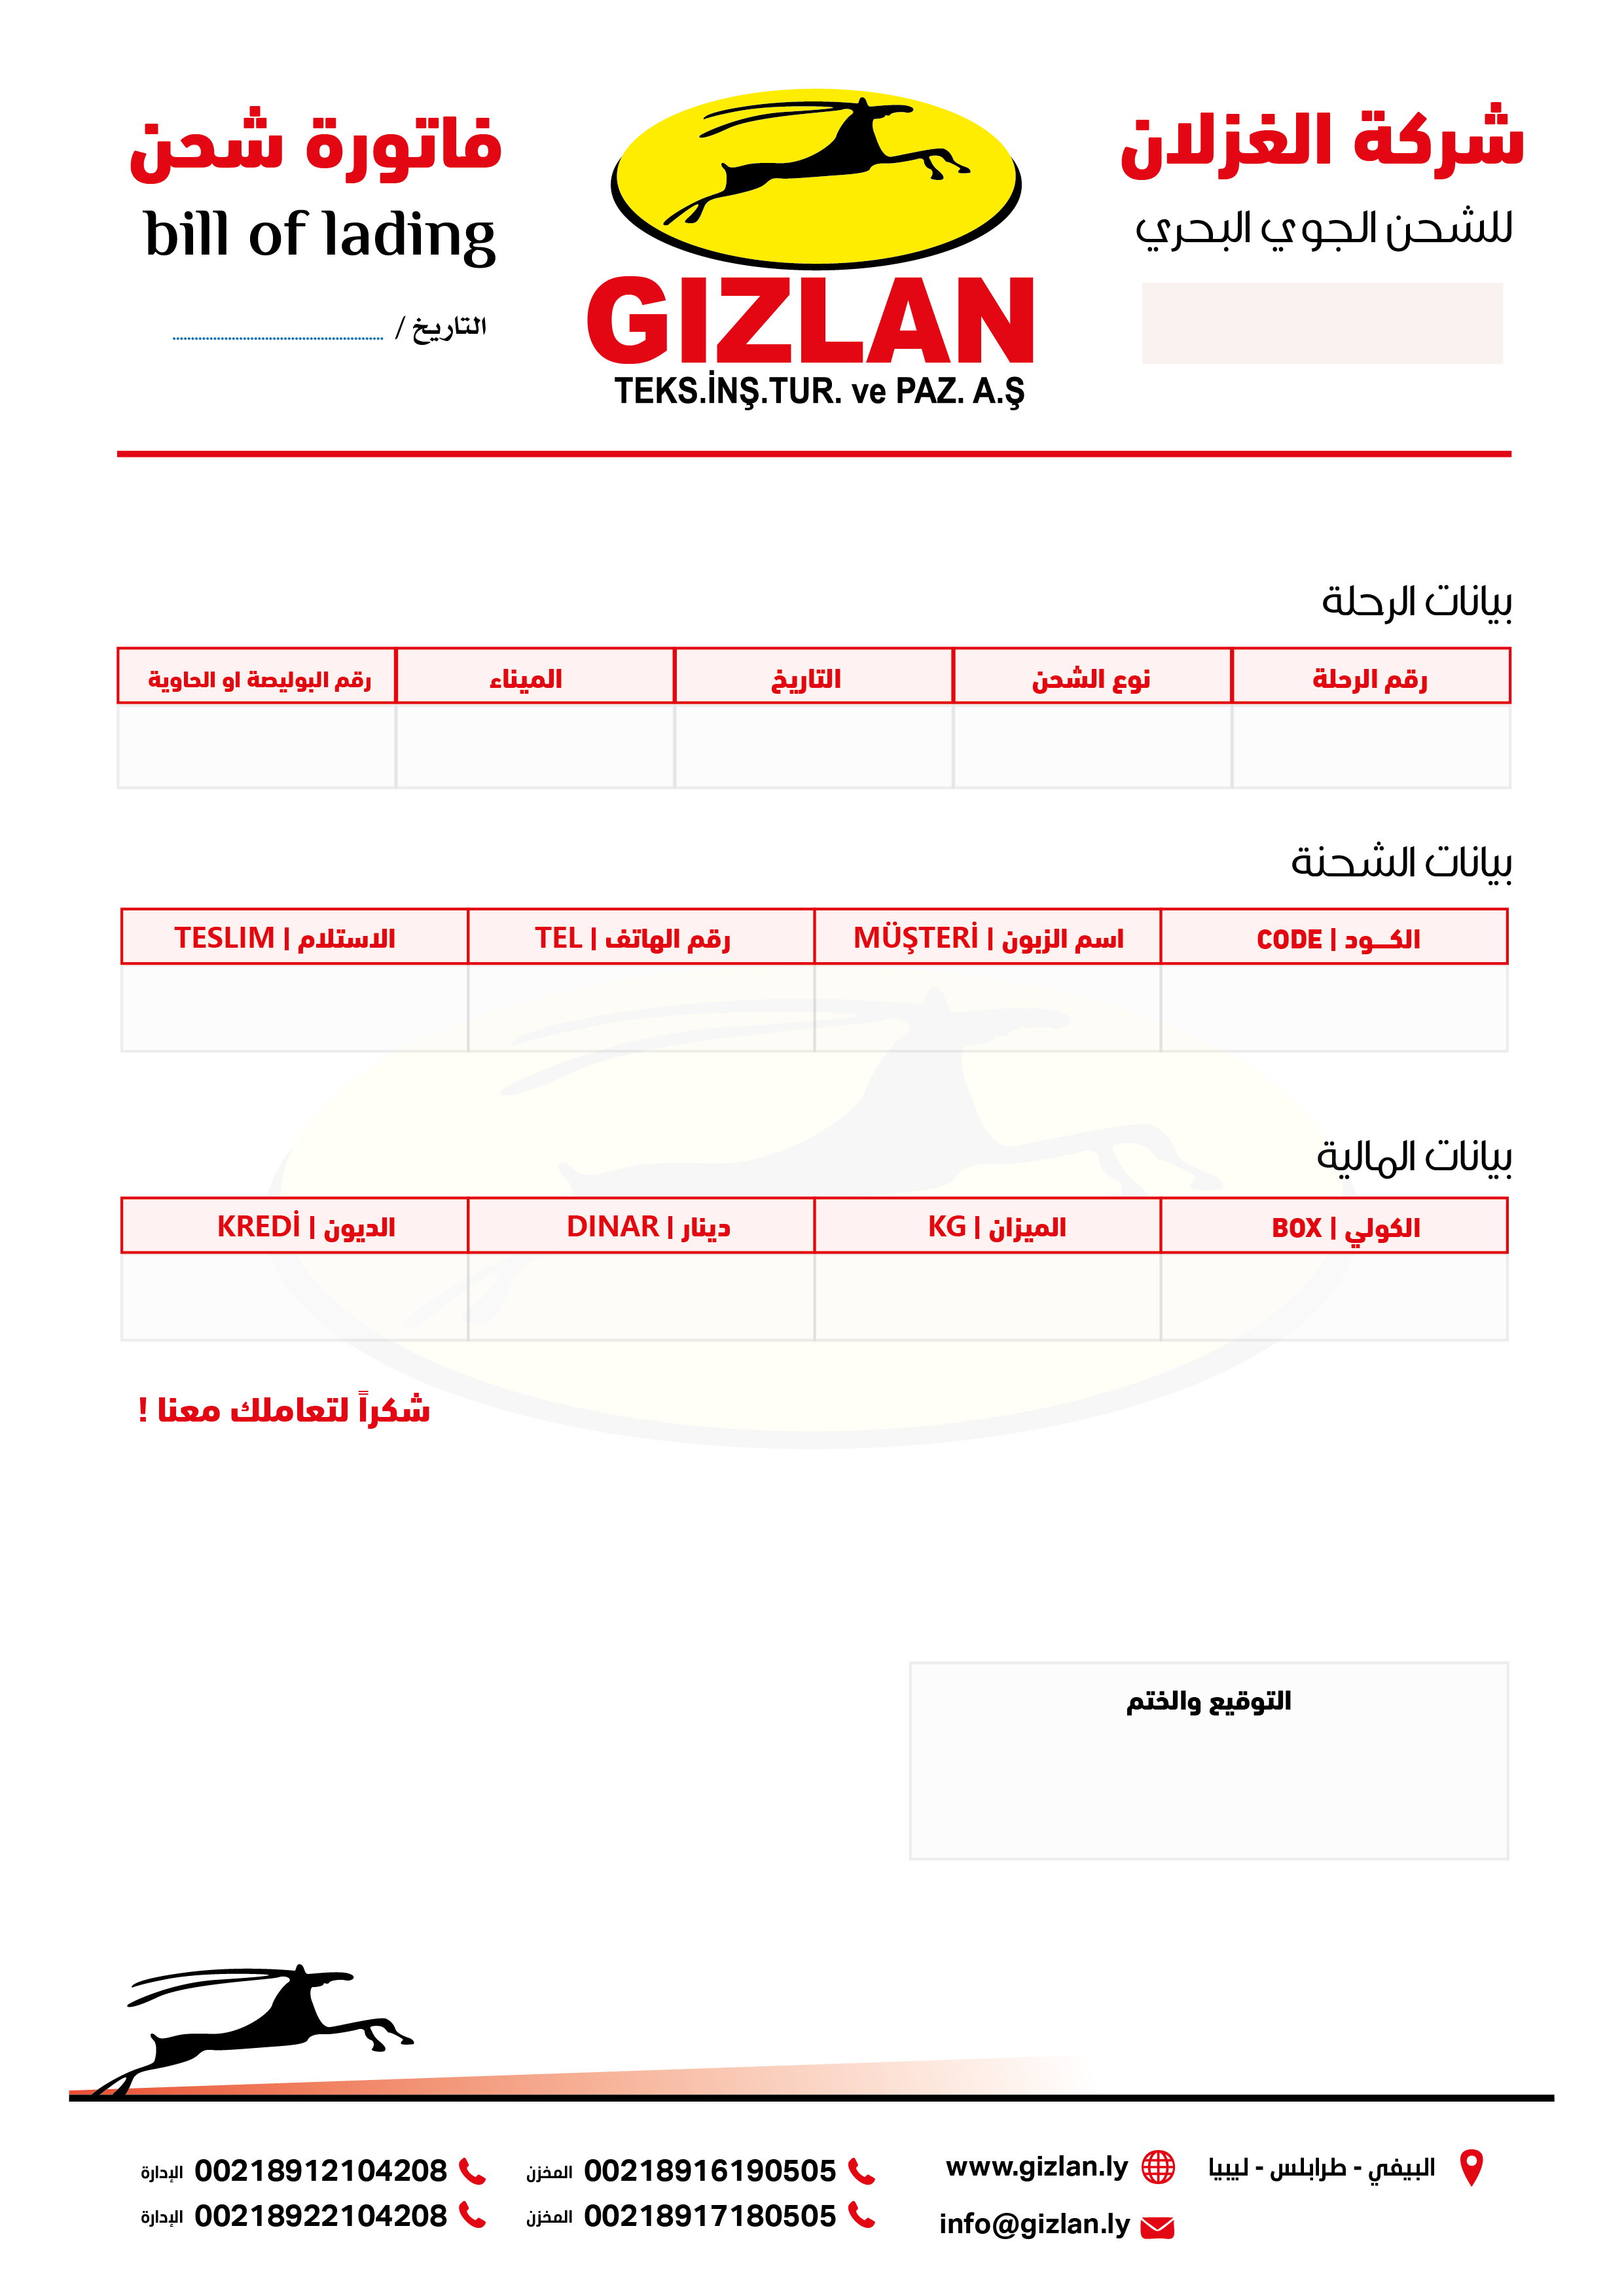 شركة الغزلان
للشحن الجوي البحري
GIZLAN
TEKS.İNŞ.TUR. ve PAZ. A.Ş
فاتورة شحن
bill of lading
التاريخ /
بيانات الرحلة
رقم الرحلة نوع الشحن التاريخ الميناء رقم البوليصة او الحاوية
بيانات الشحنة
الكـــود | CODE اسم الزبون | MÜŞTERİ رقم الهاتف | TEL الاستلام | TESLIM
بيانات المالية
الكولي | BOX الميزان | KG دينار | DINAR الديون | KREDİ
شكراً لتعاملك معنا !
التوقيع والختم
البيفي - طرابلس - ليبيا
www.gizlan.ly
info@gizlan.ly
00218916190505 المخزن
00218917180505 المخزن
00218912104208 الإدارة
00218922104208 الإدارة